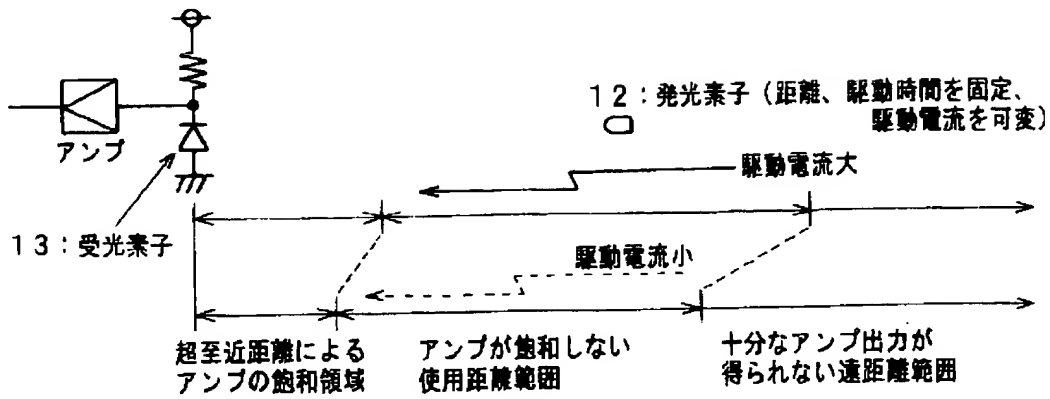 12：発光素子（距離、駆動時間を固定、
駆動電流を可変）
アンプ
駆動電流大
13：受光素子
駆動電流小
超至近距離による
アンプの飽和領域
アンプが飽和しない
使用距離範囲
十分なアンプ出力が
得られない遠距離範囲